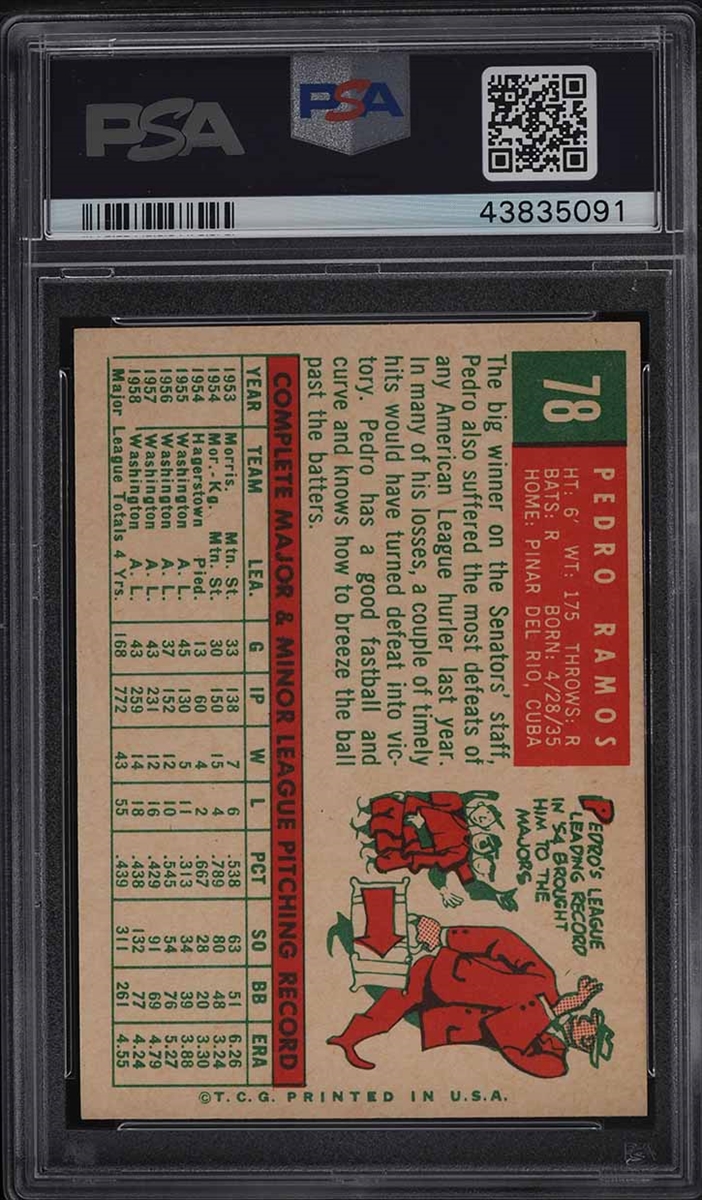 PSA
PSA
43835091
78
PEDRO RAMOS
HT: 6' WT: 175 THROWS: R
BATS: R BORN: 4/28/35
HOME: PINAR DEL RIO, CUBA
The big winner on the Senators' staff,
Pedro also suffered the most defeats of
any American League hurler last year.
In many of his losses, a couple of timely
hits would have turned defeat into vic-
tory. Pedro has a good fastball and
curve and knows how to breeze the ball
past the batters.
PEDRO'S LEAGUE
LEADING RECORD
IN '54 BROUGHT
HIM TO THE
MAJORS
COMPLETE MAJOR & MINOR LEAGUE PITCHING RECORD
YEAR TEAM LEA. G IP W L PCT SO BB ERA
1953 Morris. Mtn. St. 33 138 7 6 .538 63 51 6.26
1954 Mor.-Kg. Mtn. St. 30 150 15 4 .789 80 48 3.24
1954 Hagerstown Pied. 13 60 4 2 .667 28 20 3.30
1955 Washington A. L. 45 130 5 11 .313 34 39 3.88
1956 Washington A. L. 37 152 12 10 .545 54 76 5.27
1957 Washington A. L. 43 231 12 16 .429 91 69 4.79
1958 Washington A. L. 43 259 14 18 .438 132 77 4.24
Major League Totals 4 Yrs. 168 772 43 55 .439 311 261 4.55
©T.C.G. PRINTED IN U.S.A.